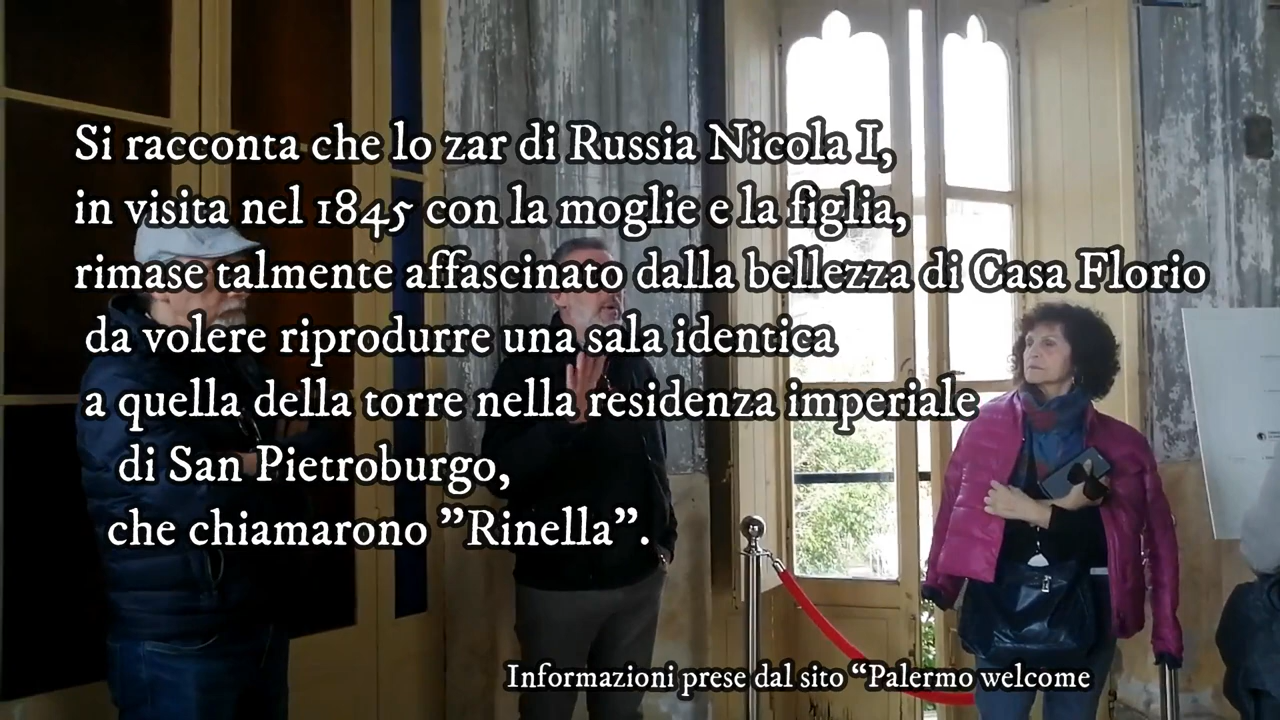 Si racconta che lo zar di Russia Nicola I,
in visita nel 1845 con la moglie e la figlia,
rimase talmente affascinato dalla bellezza di Casa Florio
da volere riprodurre una sala identica
a quella della torre nella residenza imperiale
di San Pietroburgo,
che chiamarono "Rinella".
Informazioni prese dal sito “Palermo welcome